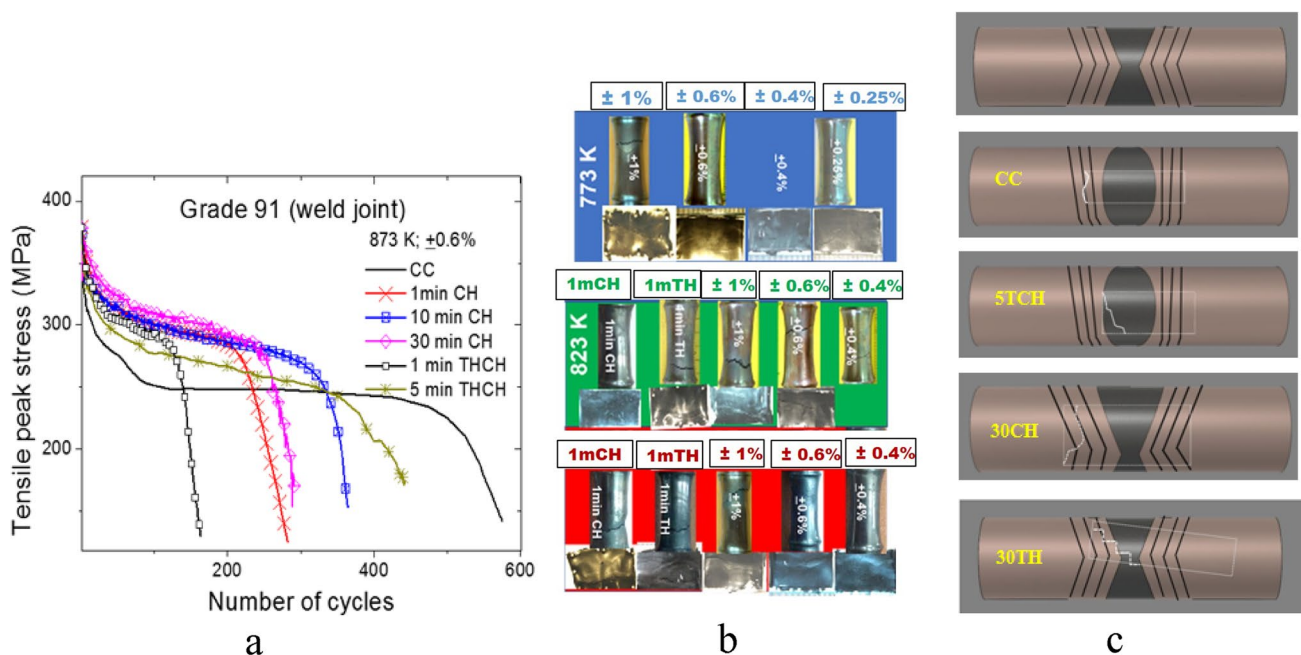 Tensile peak stress (MPa)
400
300
200
0
200
400
600
Number of cycles
Grade 91 (weld joint)
873 K; ±0.6%
CC
1min CH
10 min CH
30 min CH
1 min THCH
5 min THCH
a
± 1%
± 0.6%
± 0.4%
± 0.25%
773 K
±1%
±0.6%
±0.4%
±0.25%
1mCH
1mTH
± 1%
± 0.6%
± 0.4%
823 K
1min CH
min TH
±1%
±0.6%
±0.4%
1mCH
1mTH
± 1%
± 0.6%
± 0.4%
1min CH
1min TH
±1%
±0.6%
±0.4%
b
CC
5TCH
30CH
30TH
c